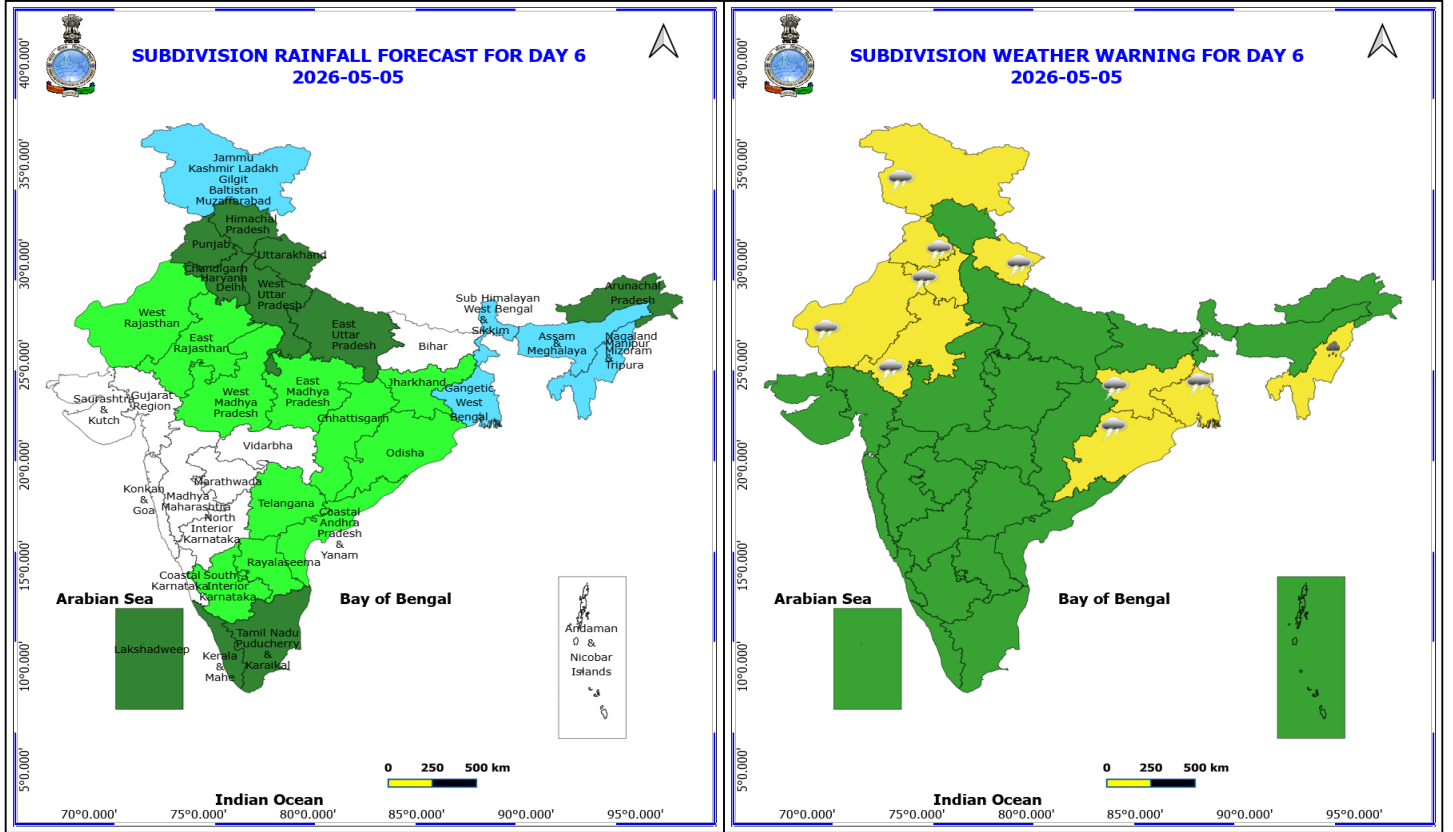 SUBDIVISION RAINFALL FORECAST FOR DAY 6
2026-05-05
40°0.000'
35°0.000'
30°0.000'
25°0.000'
20°0.000'
15°0.000'
10°0.000'
5°0.000'
Jammu
Kashmir Ladakh
Gilgit
Baltistan
Muzaffarabad
Himachal
Pradesh
Punjab
Uttarakhand
Chandigarh
Haryana
Delhi
West
Uttar
Pradesh
East
Uttar
Pradesh
West
Rajasthan
East
Rajasthan
Bihar
Sub Himalayan
West Bengal
&
Sikkim
Arunachal
Pradesh
Assam
&
Meghalaya
Nagaland
Manipur
Mizoram
&
Tripura
Saurashtra
&
Kutch
Gujarat
Region
West
Madhya
Pradesh
East
Madhya
Pradesh
Jharkhand
Gangetic
West
Bengal
Chhattisgarh
Odisha
Vidarbha
Marathwada
Madhya
Maharashtra
Konkan
&
Goa
North
Interior
Karnataka
Telangana
Coastal
Andhra
Pradesh
&
Yanam
Rayalaseema
Coastal
Karnataka
South
Interior
Karnataka
Arabian Sea
Bay of Bengal
Lakshadweep
Kerala
&
Mahe
Tamil Nadu
Puducherry
&
Karaikal
Andaman
&
Nicobar
Islands
0 250 500 km
Indian Ocean
70°0.000' 75°0.000' 80°0.000' 85°0.000' 90°0.000' 95°0.000'
SUBDIVISION WEATHER WARNING FOR DAY 6
2026-05-05
40°0.000'
35°0.000'
30°0.000'
25°0.000'
20°0.000'
15°0.000'
10°0.000'
5°0.000'
Arabian Sea
Bay of Bengal
0 250 500 km
Indian Ocean
70°0.000' 75°0.000' 80°0.000' 85°0.000' 90°0.000' 95°0.000'